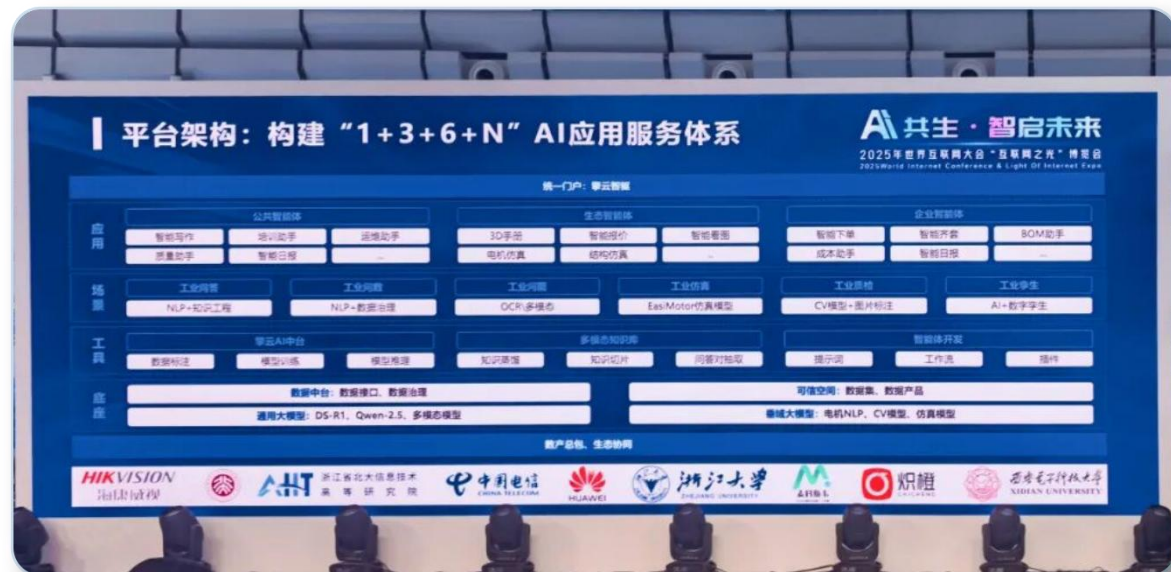 平台架构：构建“1+3+6+N”AI应用服务体系
Ai 共生·智启未来
2025年世界互联网大会“互联网之光”博览会
2025World Internet Conference & Light Of Internet Expo
统一门户：擎云智枢
应用
公共智能体 生态智能体 企业智能体
智能写作 培训助手 运维助手 3D手册 智能报价 智能看图 智能下单 智能齐套 BOM助手
质量助手 智能日报 ... 电机仿真 结构仿真 ... 成本助手 智能日报 ...
场景
工业问答 工业问数 工业问图 工业仿真 工业质检 工业孪生
NLP+知识工程 NLP+数据治理 OCR\多模态 EasiMotor仿真模型 CV模型+图片标注 AI+数字孪生
工具
擎云AI中台 多模态知识库 智能体开发
数据标注 模型训练 模型推理 知识蒸馏 知识切片 问答对抽取 提示词 工作流 插件
底座
数据中台：数据接口、数据治理 可信空间：数据集、数据产品
通用大模型：DS-R1、Qwen-2.5、多模态模型 垂域大模型：电机NLP、CV模型、仿真模型
数产总包、生态协同
HIKVISION
海康威视
AHT
浙江省北大信息技术
高等研究院
中国电信
CHINA TELECOM
HUAWEI
浙江大学
ZHEJIANG UNIVERSITY
炽橙
CHICHENG
西安电子科技大学
XIDIAN UNIVERSITY